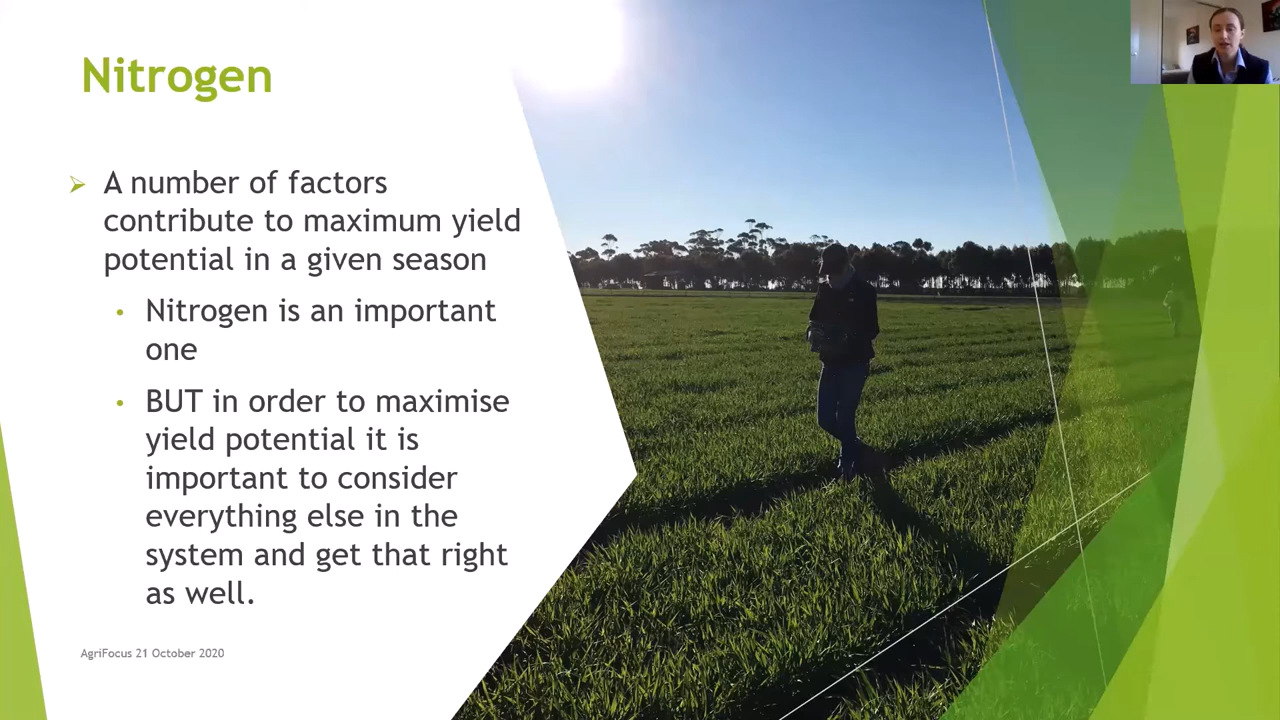 Nitrogen
A number of factors
contribute to maximum yield
potential in a given season
Nitrogen is an important
one
BUT in order to maximise
yield potential it is
important to consider
everything else in the
system and get that right
as well.
AgriFocus 21 October 2020